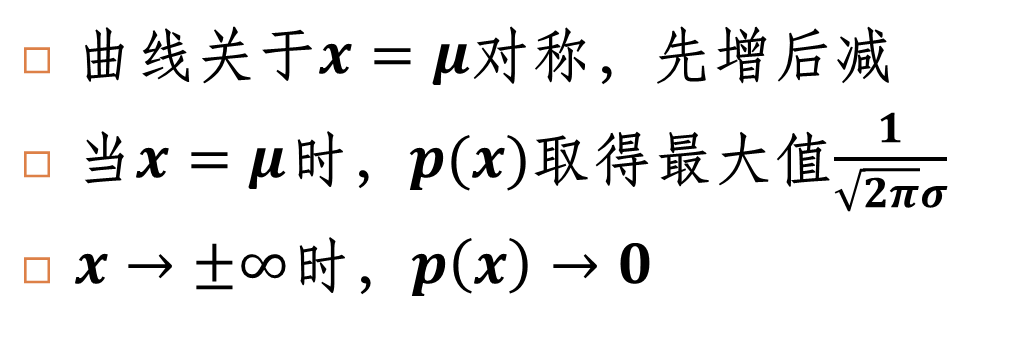 曲线关于x = μ对称，先增后减
当x = μ时，p(x)取得最大值1/(√2πσ)
x → ±∞时，p(x) → 0